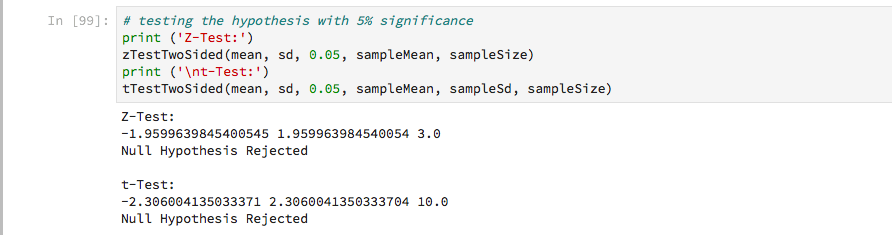 In [99]: # testing the hypothesis with 5% significance
print ('Z-Test:')
zTestTwoSided(mean, sd, 0.05, sampleMean, sampleSize)
print ('\nt-Test:')
tTestTwoSided(mean, sd, 0.05, sampleMean, sampleSd, sampleSize)
Z-Test:
-1.9599639845400545 1.959963984540054 3.0
Null Hypothesis Rejected
t-Test:
-2.306004135033371 2.3060041350333704 10.0
Null Hypothesis Rejected